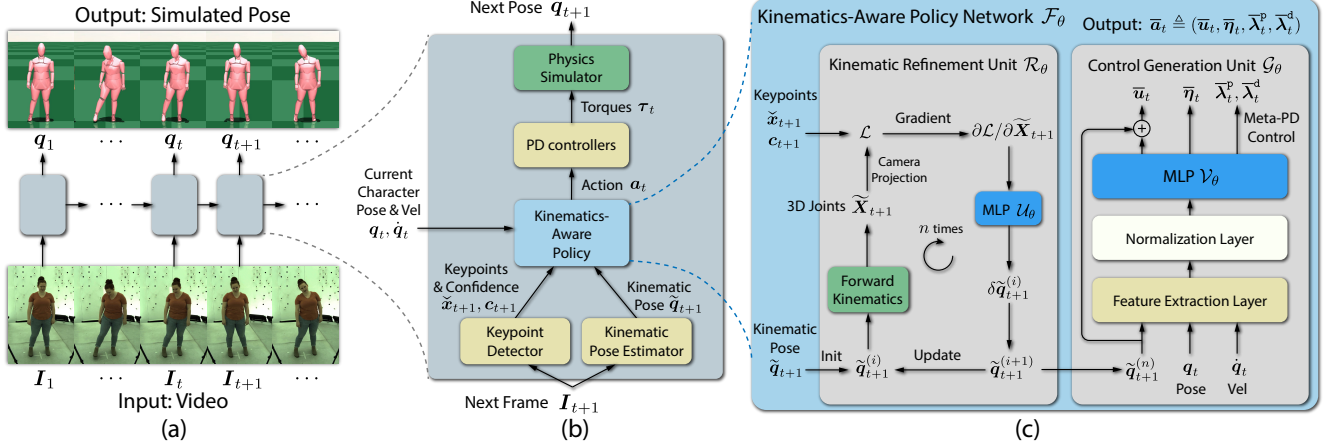 Output: Simulated Pose
q_1 · · · q_t q_{t+1} · · ·
· · · · · ·
I_1 · · · I_t I_{t+1} · · ·
Input: Video
(a)
Next Pose q_{t+1}
Physics
Simulator
Torques τ_t
PD controllers
Action a_t
Current
Character
Pose & Vel
q_t, q̇_t
Kinematics-
Aware
Policy
Keypoints
& Confidence
x̌_{t+1}, c_{t+1}
Kinematic
Pose q̃_{t+1}
Keypoint
Detector
Kinematic
Pose Estimator
Next Frame I_{t+1}
(b)
Kinematics-Aware Policy Network F_θ
Output: a̅_t ≜ (u̅_t, η̅_t, λ̅_t^p, λ̅_t^d)
Kinematic Refinement Unit R_θ
Keypoints
x̌_{t+1}
c_{t+1}
L
Gradient
∂L/∂X̃_{t+1}
Camera
Projection
3D Joints X̃_{t+1}
MLP U_θ
n times
Forward
Kinematics
δq̃_{t+1}^{(i)}
Kinematic
Pose
q̃_{t+1}
Init
q̃_{t+1}^{(i)}
Update
q̃_{t+1}^{(i+1)}
Control Generation Unit G_θ
u̅_t η̅_t λ̅_t^p, λ̅_t^d
+
Meta-PD
Control
MLP V_θ
Normalization Layer
Feature Extraction Layer
q̃_{t+1}^{(n)} q_t q̇_t
Pose Vel
(c)